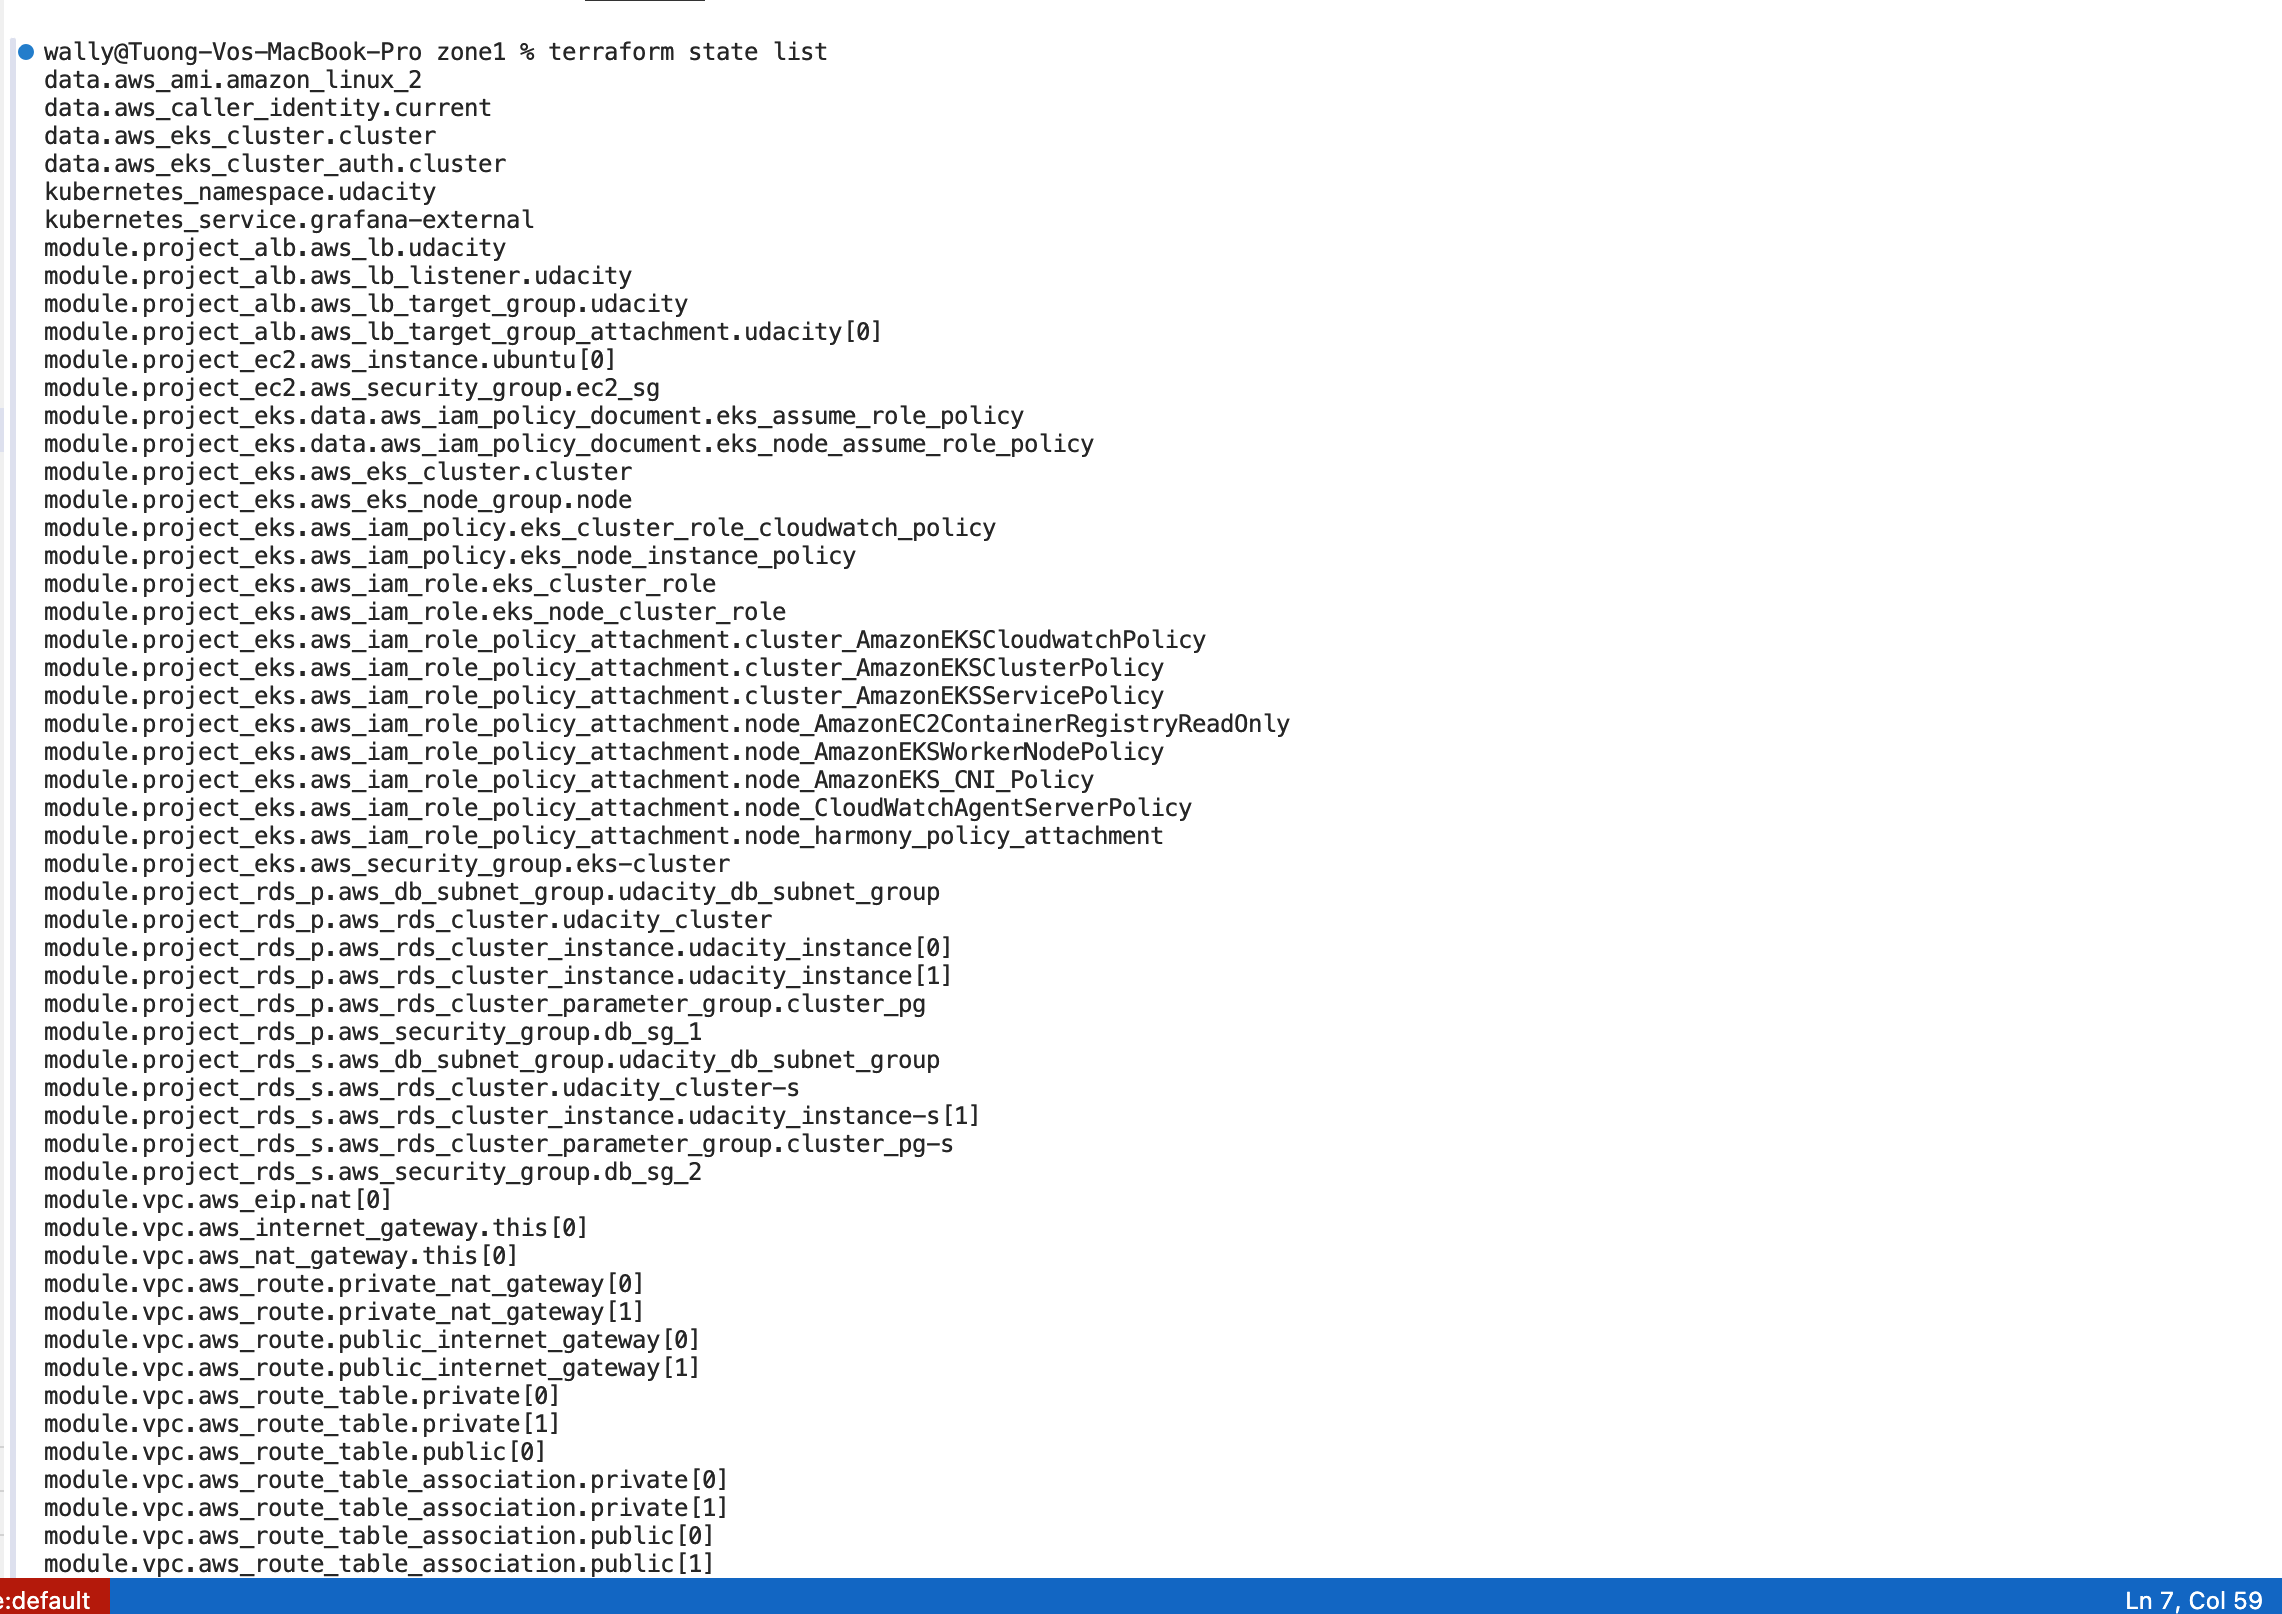 wally@Tuong-Vos-MacBook-Pro zone1 % terraform state list
data.aws_ami.amazon_linux_2
data.aws_caller_identity.current
data.aws_eks_cluster.cluster
data.aws_eks_cluster_auth.cluster
kubernetes_namespace.udacity
kubernetes_service.grafana-external
module.project_alb.aws_lb.udacity
module.project_alb.aws_lb_listener.udacity
module.project_alb.aws_lb_target_group.udacity
module.project_alb.aws_lb_target_group_attachment.udacity[0]
module.project_ec2.aws_instance.ubuntu[0]
module.project_ec2.aws_security_group.ec2_sg
module.project_eks.data.aws_iam_policy_document.eks_assume_role_policy
module.project_eks.data.aws_iam_policy_document.eks_node_assume_role_policy
module.project_eks.aws_eks_cluster.cluster
module.project_eks.aws_eks_node_group.node
module.project_eks.aws_iam_policy.eks_cluster_role_cloudwatch_policy
module.project_eks.aws_iam_policy.eks_node_instance_policy
module.project_eks.aws_iam_role.eks_cluster_role
module.project_eks.aws_iam_role.eks_node_cluster_role
module.project_eks.aws_iam_role_policy_attachment.cluster_AmazonEKSCloudwatchPolicy
module.project_eks.aws_iam_role_policy_attachment.cluster_AmazonEKSClusterPolicy
module.project_eks.aws_iam_role_policy_attachment.cluster_AmazonEKSServicePolicy
module.project_eks.aws_iam_role_policy_attachment.node_AmazonEC2ContainerRegistryReadOnly
module.project_eks.aws_iam_role_policy_attachment.node_AmazonEKSWorkerNodePolicy
module.project_eks.aws_iam_role_policy_attachment.node_AmazonEKS_CNI_Policy
module.project_eks.aws_iam_role_policy_attachment.node_CloudWatchAgentServerPolicy
module.project_eks.aws_iam_role_policy_attachment.node_harmony_policy_attachment
module.project_eks.aws_security_group.eks-cluster
module.project_rds_p.aws_db_subnet_group.udacity_db_subnet_group
module.project_rds_p.aws_rds_cluster.udacity_cluster
module.project_rds_p.aws_rds_cluster_instance.udacity_instance[0]
module.project_rds_p.aws_rds_cluster_instance.udacity_instance[1]
module.project_rds_p.aws_rds_cluster_parameter_group.cluster_pg
module.project_rds_p.aws_security_group.db_sg_1
module.project_rds_s.aws_db_subnet_group.udacity_db_subnet_group
module.project_rds_s.aws_rds_cluster.udacity_cluster-s
module.project_rds_s.aws_rds_cluster_instance.udacity_instance-s[1]
module.project_rds_s.aws_rds_cluster_parameter_group.cluster_pg-s
module.project_rds_s.aws_security_group.db_sg_2
module.vpc.aws_eip.nat[0]
module.vpc.aws_internet_gateway.this[0]
module.vpc.aws_nat_gateway.this[0]
module.vpc.aws_route.private_nat_gateway[0]
module.vpc.aws_route.private_nat_gateway[1]
module.vpc.aws_route.public_internet_gateway[0]
module.vpc.aws_route.public_internet_gateway[1]
module.vpc.aws_route_table.private[0]
module.vpc.aws_route_table.private[1]
module.vpc.aws_route_table.public[0]
module.vpc.aws_route_table_association.private[0]
module.vpc.aws_route_table_association.private[1]
module.vpc.aws_route_table_association.public[0]
module.vpc.aws_route_table_association.public[1]
e:default
Ln 7, Col 59